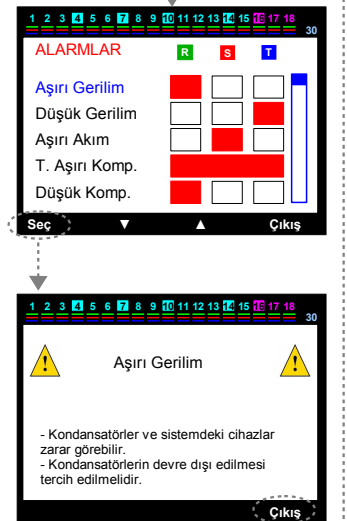 1 2 3 4 5 6 7 8 9 10 11 12 13 14 15 16 17 18
30
ALARMLAR R S T
Aşırı Gerilim
Düşük Gerilim
Aşırı Akım
T. Aşırı Komp.
Düşük Komp.
Seç ▼ ▲ Çıkış
1 2 3 4 5 6 7 8 9 10 11 12 13 14 15 16 17 18
30
! Aşırı Gerilim !
- Kondansatörler ve sistemdeki cihazlar
zarar görebilir.
- Kondansatörlerin devre dışı edilmesi
tercih edilmelidir.
Çıkış